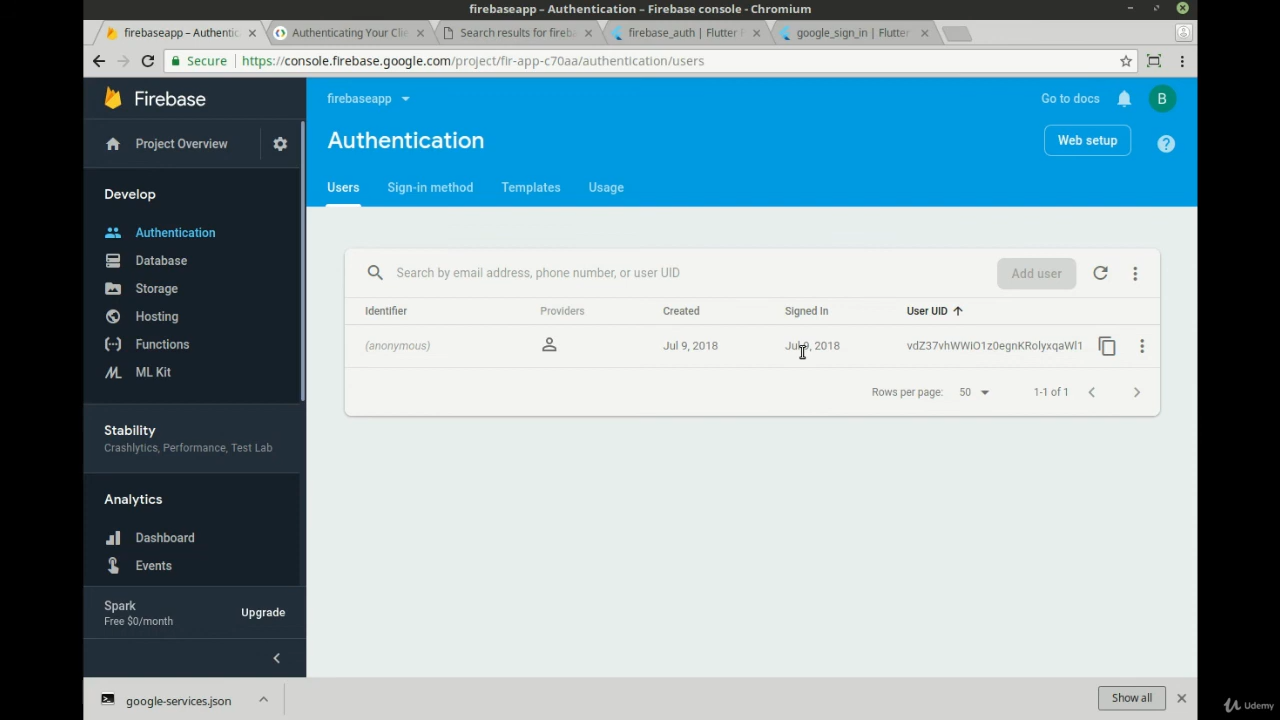 firebaseapp – Authentication – Firebase console - Chromium
firebaseapp – Authentic
Authenticating Your Clie
Search results for fireba
firebase_auth | Flutter
google_sign_in | Flutter
Secure
https://console.firebase.google.com/project/fir-app-c70aa/authentication/users
Firebase
firebaseapp
Go to docs
B
Project Overview
Authentication
Web setup
Develop
Users
Sign-in method
Templates
Usage
Authentication
Database
Storage
Hosting
Functions
ML Kit
Search by email address, phone number, or user UID
Add user
Identifier
Providers
Created
Signed In
User UID
(anonymous)
Jul 9, 2018
Jul 9, 2018
Rows per page:
50
1-1 of 1
Stability
Crashlytics, Performance, Test Lab
Analytics
Dashboard
Events
Spark
Free $0/month
Upgrade
google-services.json
Show all
Udemy